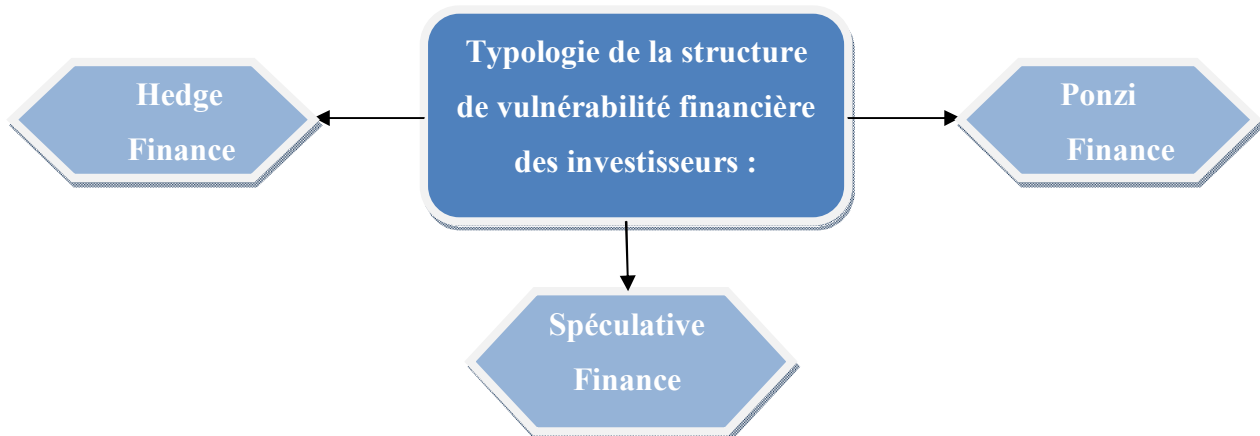 Typologie de la structure
de vulnérabilité financière
des investisseurs :
Hedge
Finance
Ponzi
Finance
Spéculative
Finance